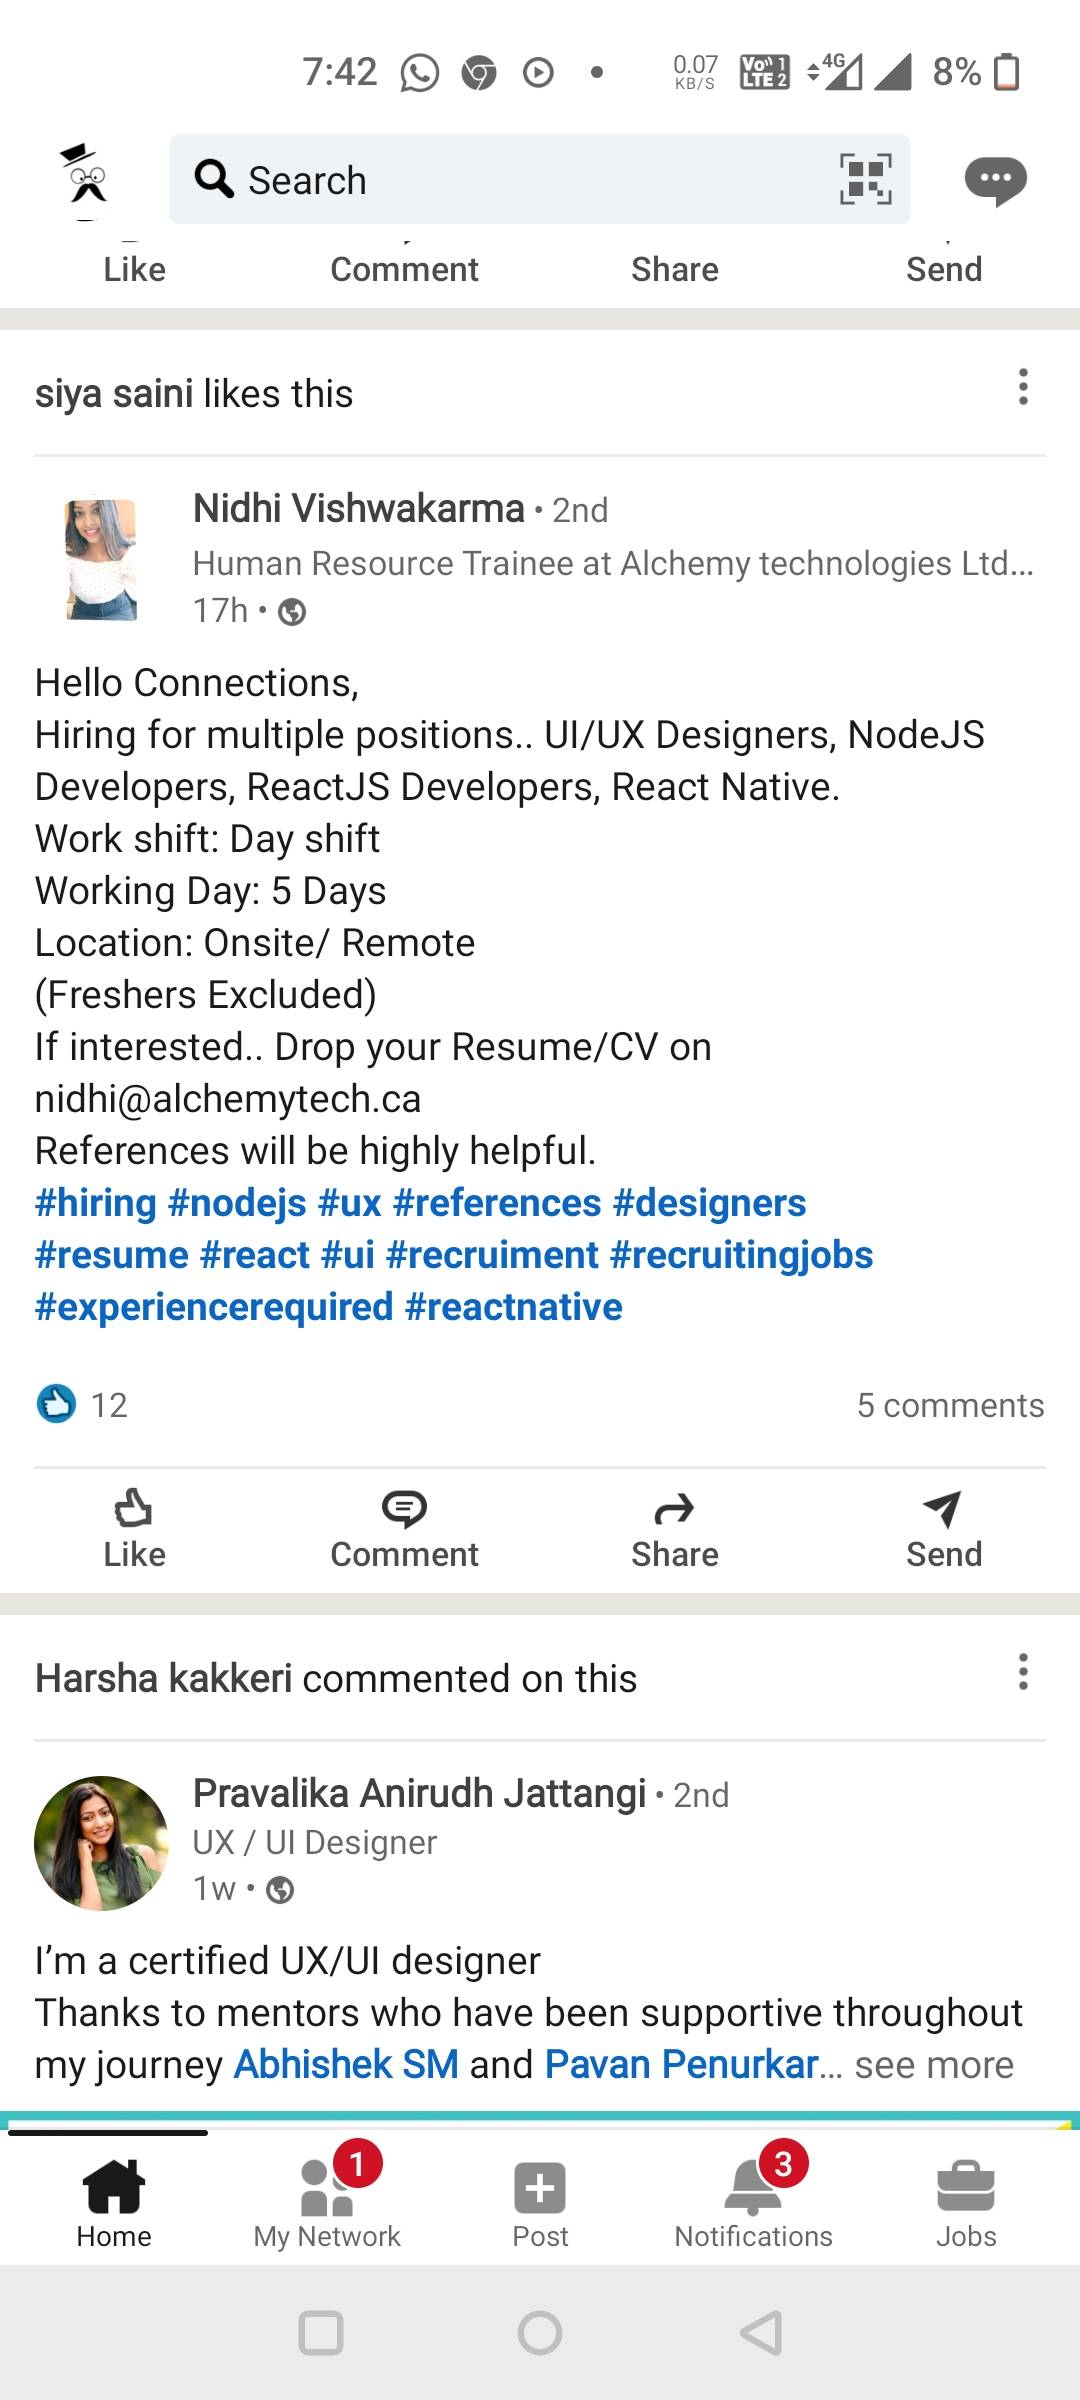 7:42
0.07
KB/S
Vo)) 1
LTE 2
4G
8%
Search
Like Comment Share Send
siya saini likes this
Nidhi Vishwakarma • 2nd
Human Resource Trainee at Alchemy technologies Ltd...
17h •
Hello Connections,
Hiring for multiple positions.. UI/UX Designers, NodeJS
Developers, ReactJS Developers, React Native.
Work shift: Day shift
Working Day: 5 Days
Location: Onsite/ Remote
(Freshers Excluded)
If interested.. Drop your Resume/CV on
nidhi@alchemytech.ca
References will be highly helpful.
#hiring #nodejs #ux #references #designers
#resume #react #ui #recruiment #recruitingjobs
#experiencerequired #reactnative
12 5 comments
Like Comment Share Send
Harsha kakkeri commented on this
Pravalika Anirudh Jattangi • 2nd
UX / UI Designer
1w •
I’m a certified UX/UI designer
Thanks to mentors who have been supportive throughout
my journey Abhishek SM and Pavan Penurkar... see more
1 3
Home My Network Post Notifications Jobs